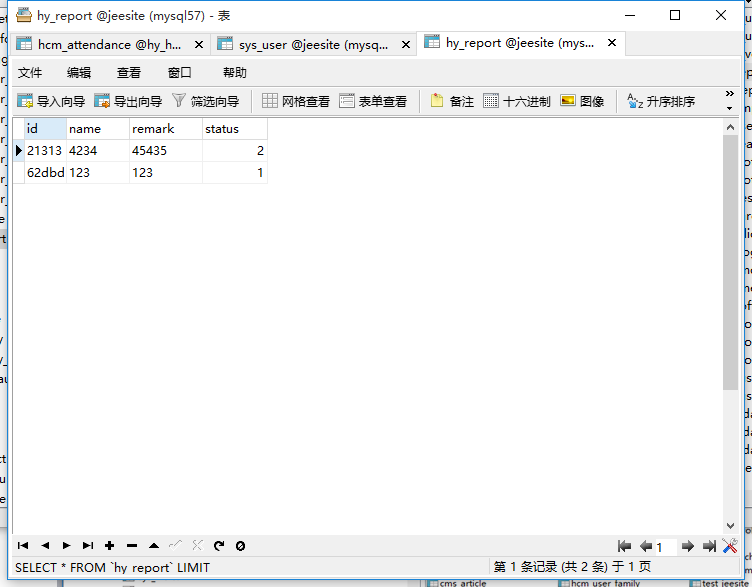 hy_report @jeesite (mysql57) - 表
hcm_attendance @hy_h... sys_user @jeesite (mysq... hy_report @jeesite (mys...
文件 编辑 查看 窗口 帮助
导入向导 导出向导 筛选向导 网格查看 表单查看 备注 十六进制 图像 升序排序
id name remark status
21313 4234 45435 2
62dbd 123 123 1
1
SELECT * FROM `hy_report` LIMIT 第 1 条记录 (共 2 条) 于 1 页
cms_article hcm_user_family test_jeesite